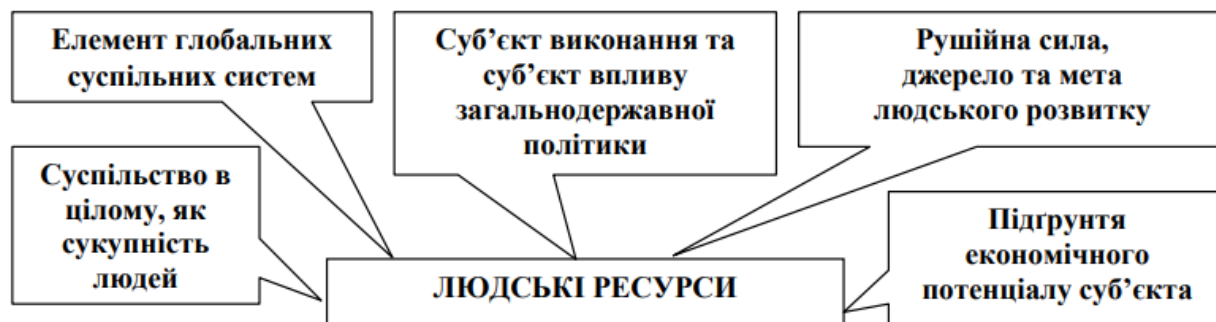 Елемент глобальних
суспільних систем
Суб’єкт виконання та
суб’єкт впливу
загальнодержавної
політики
Рушійна сила,
джерело та мета
людського розвитку
Суспільство в
цілому, як
сукупність
людей
Підґрунтя
економічного
потенціалу суб’єкта
ЛЮДСЬКІ РЕСУРСИ